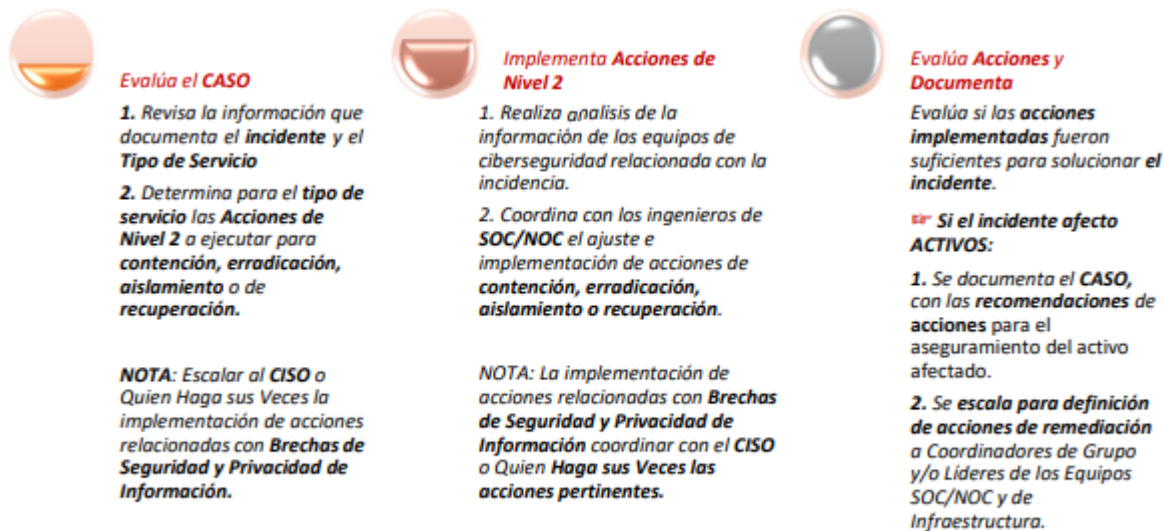 Evalúa el CASO
1. Revisa la información que
documenta el incidente y el
Tipo de Servicio
2. Determina para el tipo de
servicio las Acciones de
Nivel 2 a ejecutar para
contención, erradicación,
aislamiento o de
recuperación.
NOTA: Escalar al CISO o
Quien Haga sus Veces la
implementación de acciones
relacionadas con Brechas de
Seguridad y Privacidad de
Información.
Implementa Acciones de
Nivel 2
1. Realiza analisis de la
información de los equipos de
ciberseguridad relacionada con la
incidencia.
2. Coordina con los ingenieros de
SOC/NOC el ajuste e
implementación de acciones de
contención, erradicación,
aislamiento o recuperación.
NOTA: La implementación de
acciones relacionadas con Brechas
de Seguridad y Privacidad de
Información coordinar con el CISO
o Quien Haga sus Veces las
acciones pertinentes.
Evalúa Acciones y
Documenta
Evalúa si las acciones
implementadas fueron
suficientes para solucionar el
incidente.
☞ Si el incidente afecto
ACTIVOS:
1. Se documenta el CASO,
con las recomendaciones de
acciones para el
aseguramiento del activo
afectado.
2. Se escala para definición
de acciones de remediación
a Coordinadores de Grupo
y/o Líderes de los Equipos
SOC/NOC y de
Infraestructura.